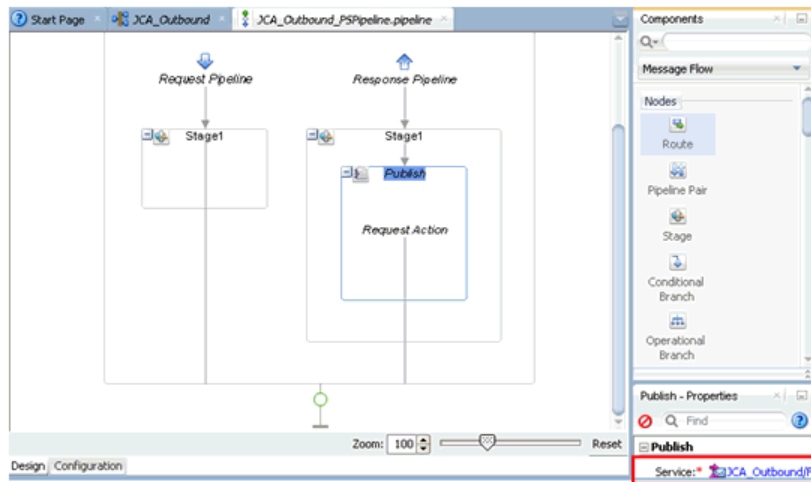 Start Page
JCA_Outbound
JCA_Outbound_PSPipeline.pipeline
Request Pipeline
Response Pipeline
Stage1
Stage1
Publish
Request Action
Zoom: 100
Reset
Design Configuration
Components
Message Flow
Nodes
Route
Pipeline Pair
Stage
Conditional
Branch
Operational
Branch
Publish - Properties
Find
Publish
Service:* JCA_Outbound/